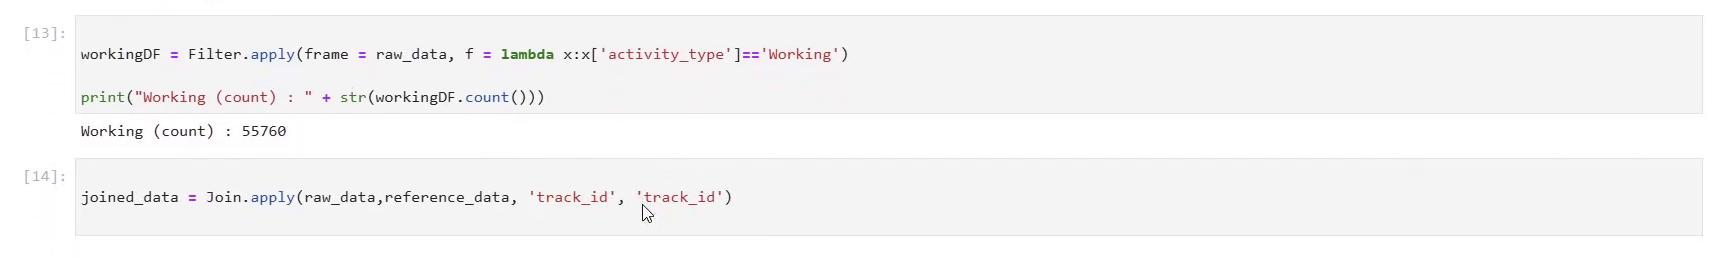 [13]:
workingDF = Filter.apply(frame = raw_data, f = lambda x:x['activity_type']=='Working')
print("Working (count) : " + str(workingDF.count()))
Working (count) : 55760
[14]:
joined_data = Join.apply(raw_data,reference_data, 'track_id', 'track_id')